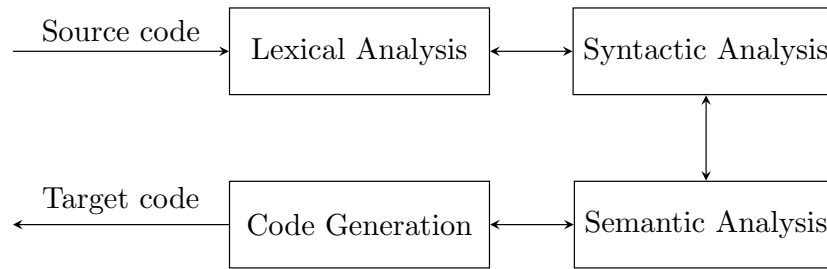 Source code
Lexical Analysis
Syntactic Analysis
Target code
Code Generation
Semantic Analysis